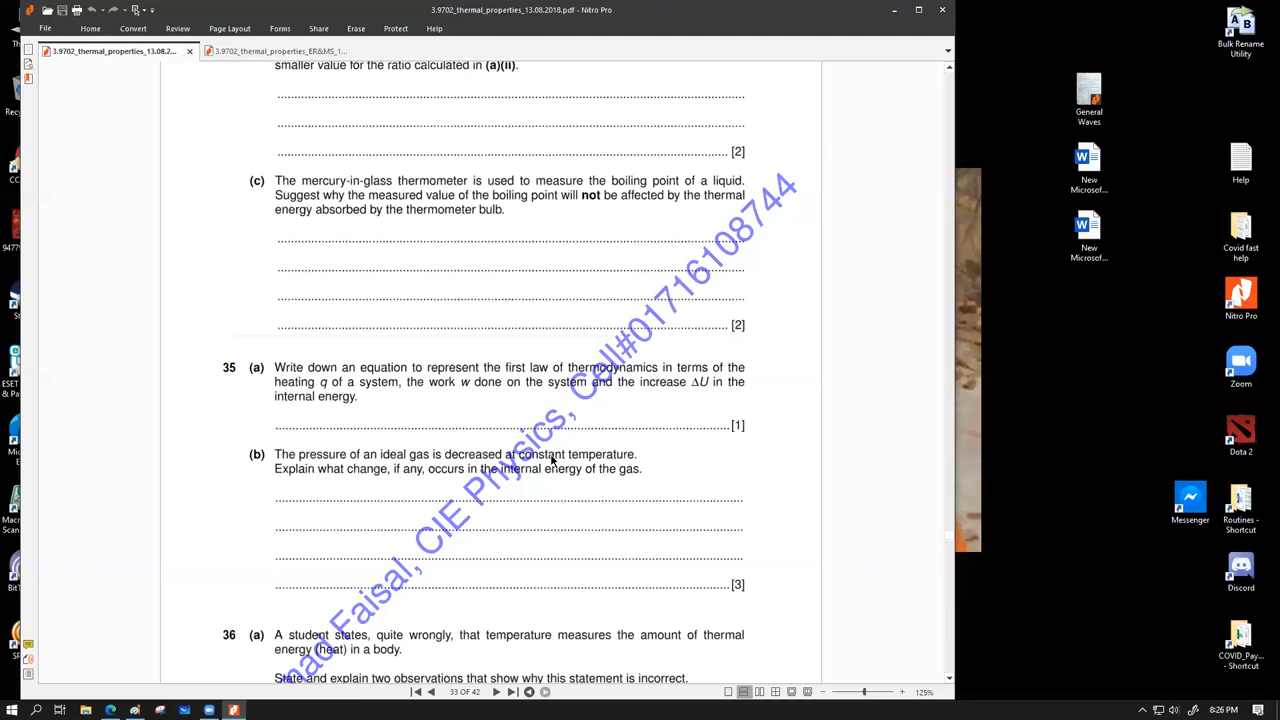 3.9702_thermal_properties_13.08.2018.pdf - Nitro Pro
File Home Convert Review Page Layout Forms Share Erase Protect Help
3.9702_thermal_properties_13.08.2... 3.9702_thermal_properties_ER&MS_1...
smaller value for the ratio calculated in (a)(ii).
[2]
(c) The mercury-in-glass thermometer is used to measure the boiling point of a liquid.
Suggest why the measured value of the boiling point will not be affected by the thermal
energy absorbed by the thermometer bulb.
[2]
35 (a) Write down an equation to represent the first law of thermodynamics in terms of the
heating q of a system, the work w done on the system and the increase ΔU in the
internal energy.
[1]
(b) The pressure of an ideal gas is decreased at constant temperature.
Explain what change, if any, occurs in the internal energy of the gas.
[3]
36 (a) A student states, quite wrongly, that temperature measures the amount of thermal
energy (heat) in a body.
State and explain two observations that show why this statement is incorrect.
Faisal, CIE Physics, Cell#01716108744
33 OF 42
125%
Bulk Rename
Utility
General
Waves
New
Microsof...
Help
New
Microsof...
Covid fast
help
Nitro Pro
Zoom
Dota 2
Messenger
Routines -
Shortcut
Discord
COVID_Pay...
- Shortcut
8:26 PM